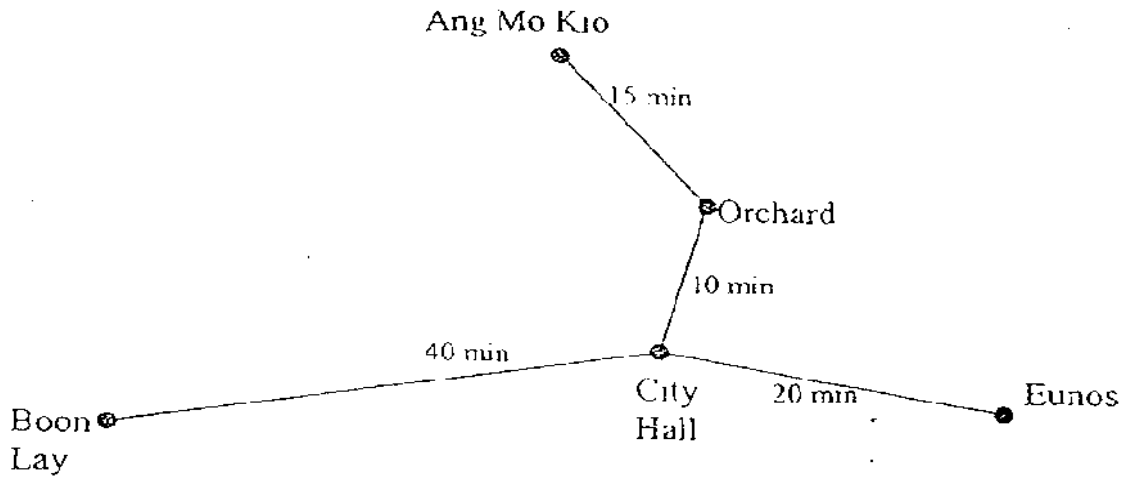 Ang Mo Kio
15 min
Orchard
10 min
40 min
City
Hall
20 min
Eunos
Boon
Lay